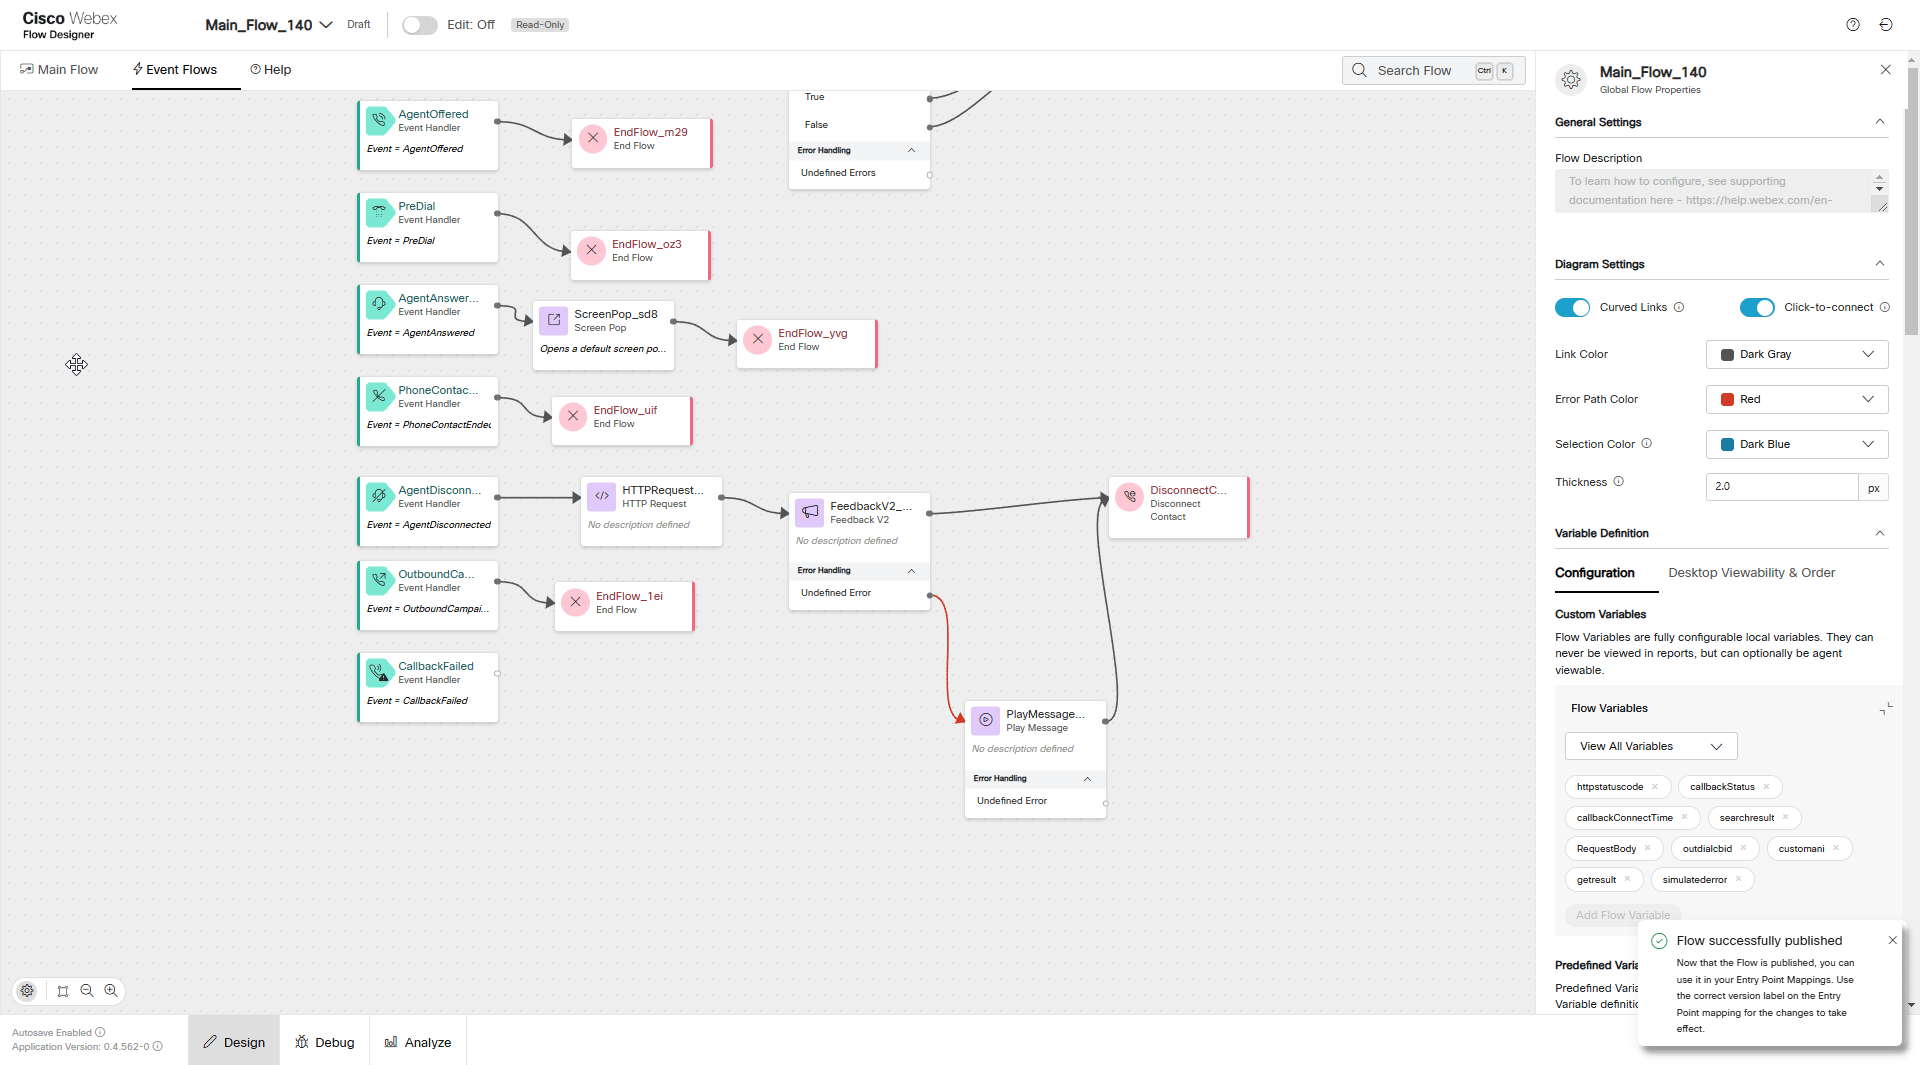 Cisco Webex
Flow Designer
Main_Flow_140
Draft
Edit: Off
Read-Only
Main Flow
Event Flows
Help
Search Flow
Ctrl
K
AgentOffered
Event Handler
Event = AgentOffered
EndFlow_m29
End Flow
True
False
Error Handling
Undefined Errors
PreDial
Event Handler
Event = PreDial
EndFlow_oz3
End Flow
AgentAnswer...
Event Handler
Event = AgentAnswered
ScreenPop_sd8
Screen Pop
Opens a default screen po...
EndFlow_yvg
End Flow
PhoneContac...
Event Handler
Event = PhoneContactEnded
EndFlow_uif
End Flow
AgentDisconn...
Event Handler
Event = AgentDisconnected
HTTPRequest...
HTTP Request
No description defined
FeedbackV2_...
Feedback V2
No description defined
Error Handling
Undefined Error
DisconnectC...
Disconnect
Contact
OutboundCa...
Event Handler
Event = OutboundCampai...
EndFlow_1ei
End Flow
CallbackFailed
Event Handler
Event = CallbackFailed
PlayMessage...
Play Message
No description defined
Error Handling
Undefined Error
Main_Flow_140
Global Flow Properties
General Settings
Flow Description
To learn how to configure, see supporting
documentation here - https://help.webex.com/en-
Diagram Settings
Curved Links
Click-to-connect
Link Color
Dark Gray
Error Path Color
Red
Selection Color
Dark Blue
Thickness
2.0
px
Variable Definition
Configuration
Desktop Viewability & Order
Custom Variables
Flow Variables are fully configurable local variables. They can
never be viewed in reports, but can optionally be agent
viewable.
Flow Variables
View All Variables
httpstatuscode
callbackStatus
callbackConnectTime
searchresult
RequestBody
outdialcbid
customani
getresult
simulatederror
Add Flow Variable
Predefined Varia
Predefined Varia
Variable definitic
Flow successfully published
Now that the Flow is published, you can
use it in your Entry Point Mappings. Use
the correct version label on the Entry
Point mapping for the changes to take
effect.
Autosave Enabled
Application Version: 0.4.562-0
Design
Debug
Analyze